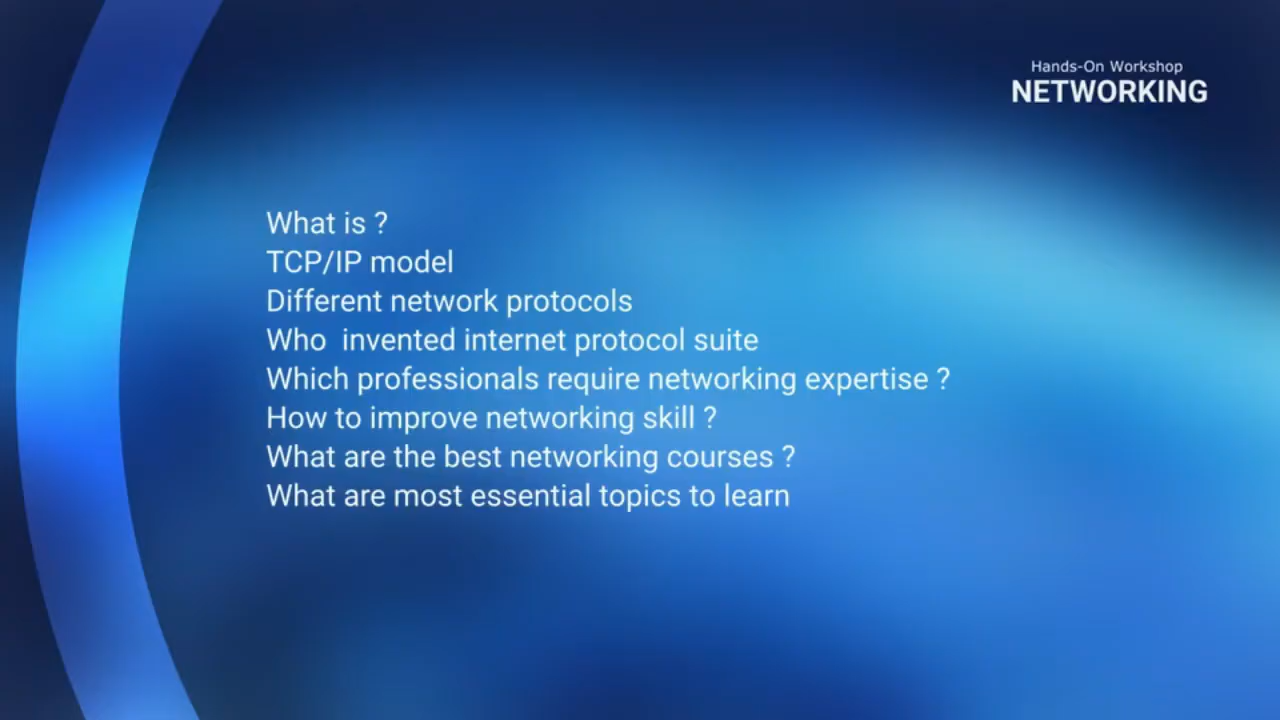 Hands-On Workshop
NETWORKING
What is ?
TCP/IP model
Different network protocols
Who  invented internet protocol suite
Which professionals require networking expertise ?
How to improve networking skill ?
What are the best networking courses ?
What are most essential topics to learn